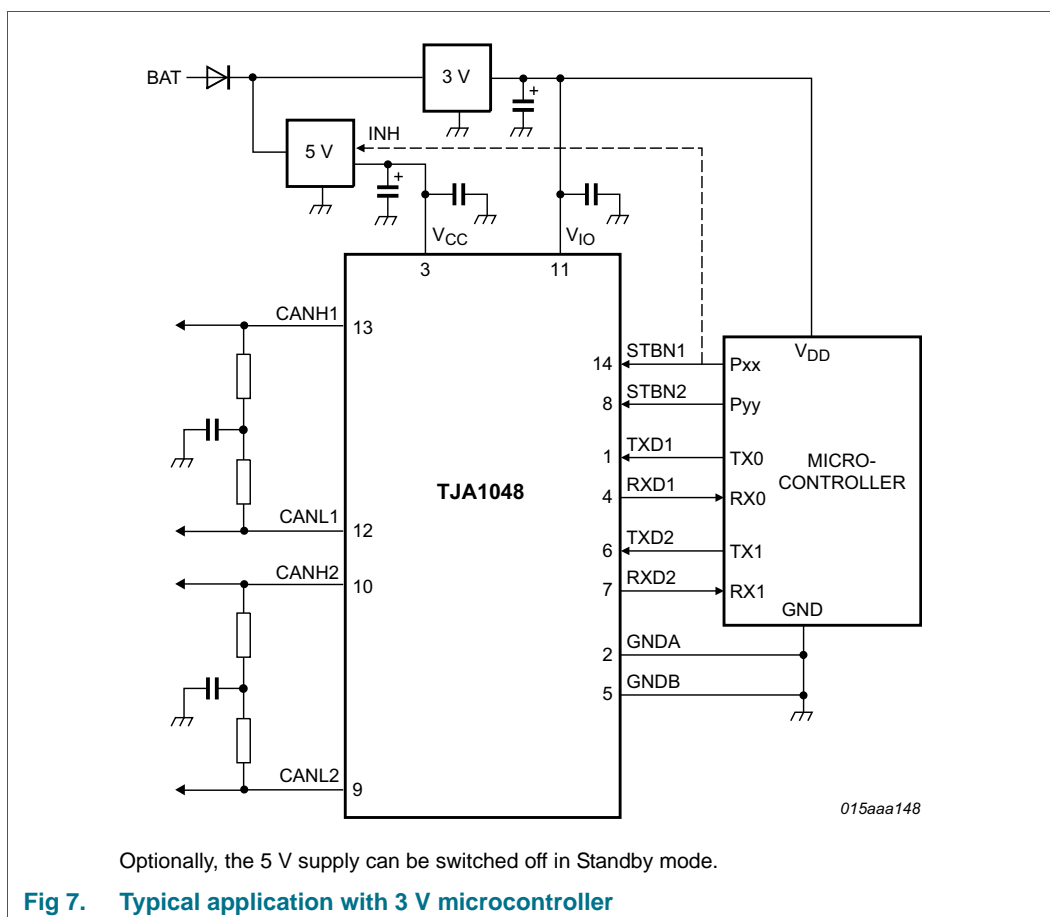 BAT
3 V
+
INH
5 V
+
VCC
VIO
3
11
CANH1
13
VDD
14
STBN1
Pxx
8
STBN2
Pyy
1
TXD1
TX0
MICRO-
CONTROLLER
TJA1048
4
RXD1
RX0
CANL1
12
6
TXD2
TX1
CANH2
10
7
RXD2
RX1
GND
2
GNDA
5
GNDB
CANL2
9
015aaa148
Optionally, the 5 V supply can be switched off in Standby mode.
Fig 7. Typical application with 3 V microcontroller